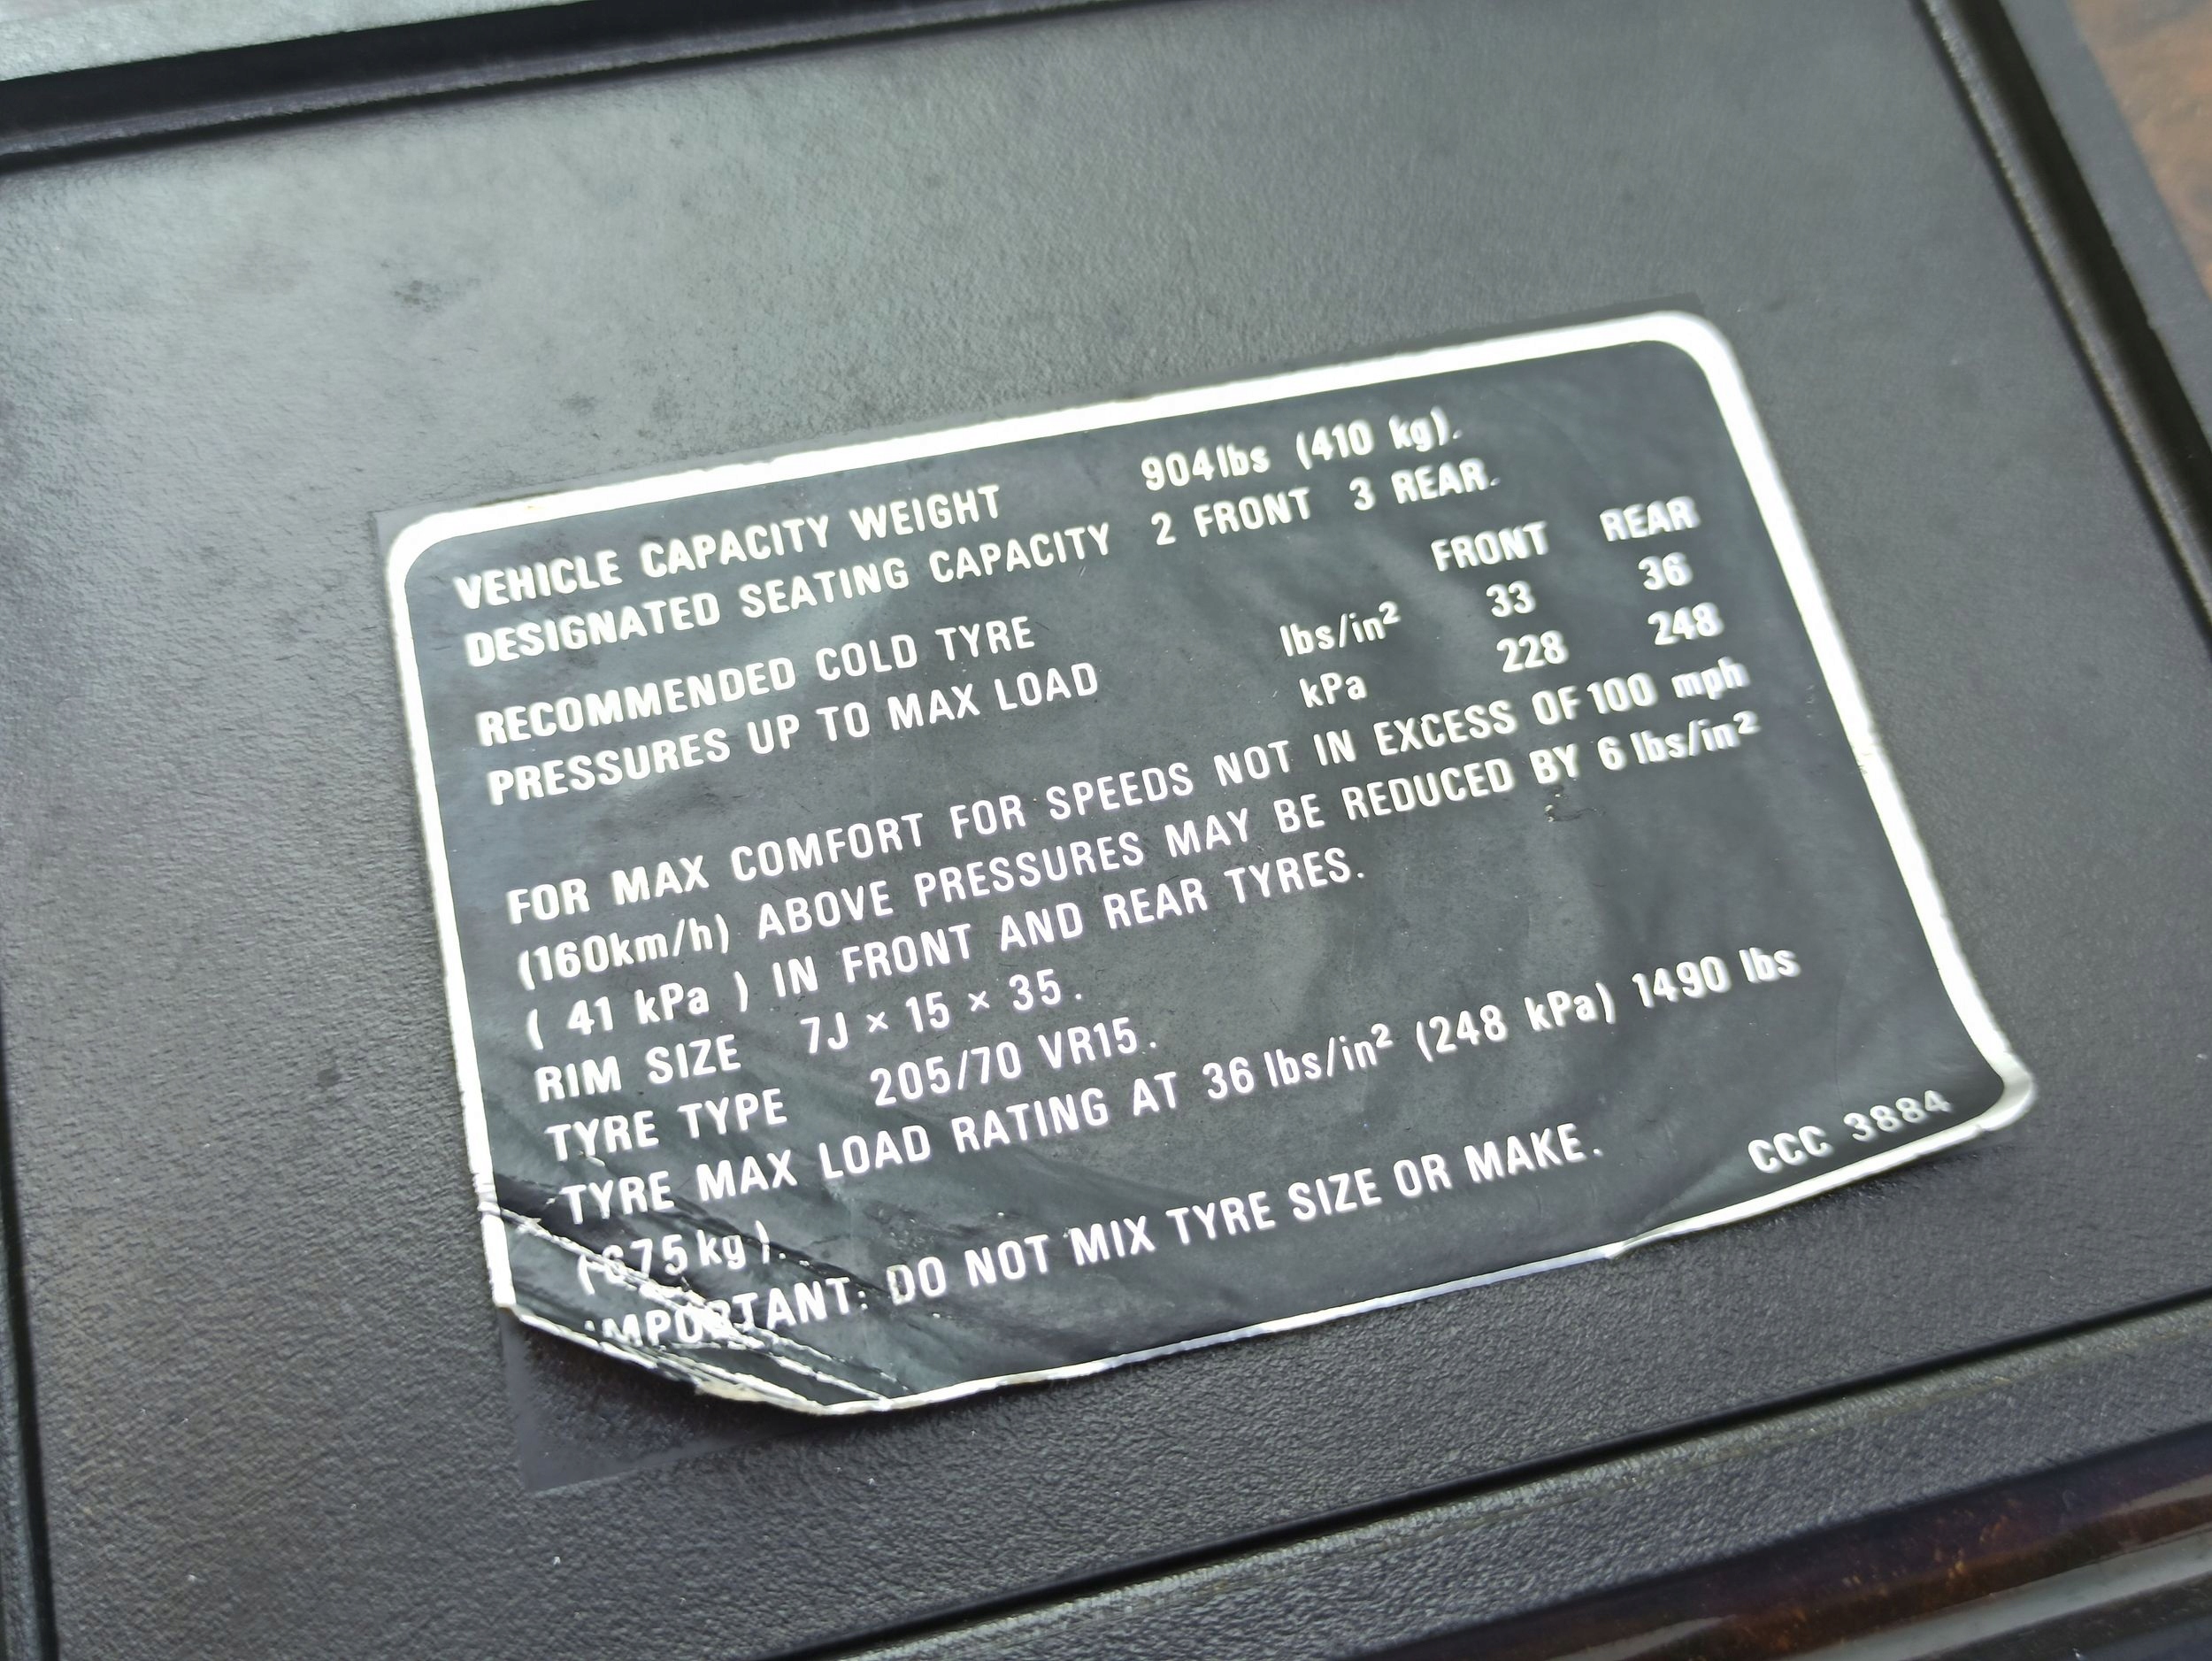 VEHICLE CAPACITY WEIGHT 904lbs (410 kg).
DESIGNATED SEATING CAPACITY 2 FRONT 3 REAR.
FRONT REAR
RECOMMENDED COLD TYRE lbs/in² 33 36
PRESSURES UP TO MAX LOAD kPa 228 248
FOR MAX COMFORT FOR SPEEDS NOT IN EXCESS OF 100 mph
(160km/h) ABOVE PRESSURES MAY BE REDUCED BY 6 lbs/in²
( 41 kPa ) IN FRONT AND REAR TYRES.
RIM SIZE 7J × 15 × 35.
TYRE TYPE 205/70 VR15.
TYRE MAX LOAD RATING AT 36 lbs/in² (248 kPa) 1490 lbs
(675 kg).
IMPORTANT: DO NOT MIX TYRE SIZE OR MAKE.
CCC 3884